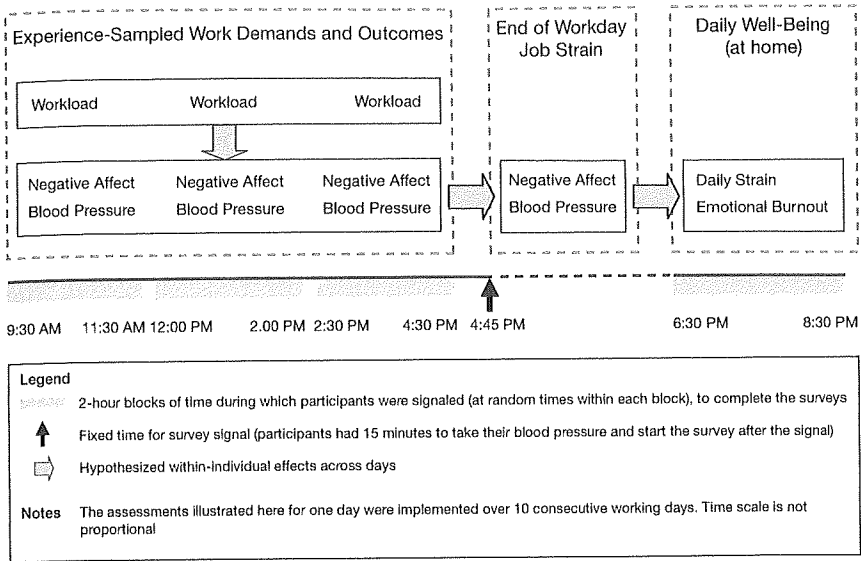 Experience-Sampled Work Demands and Outcomes
End of Workday
Job Strain
Daily Well-Being
(at home)
Workload Workload Workload
Negative Affect Negative Affect Negative Affect
Blood Pressure Blood Pressure Blood Pressure
Negative Affect
Blood Pressure
Daily Strain
Emotional Burnout
9:30 AM 11:30 AM 12:00 PM 2.00 PM 2:30 PM 4:30 PM 4:45 PM 6:30 PM 8:30 PM
Legend
2-hour blocks of time during which participants were signaled (at random times within each block), to complete the surveys
Fixed time for survey signal (participants had 15 minutes to take their blood pressure and start the survey after the signal)
Hypothesized within-individual effects across days
Notes The assessments illustrated here for one day were implemented over 10 consecutive working days. Time scale is not
proportional